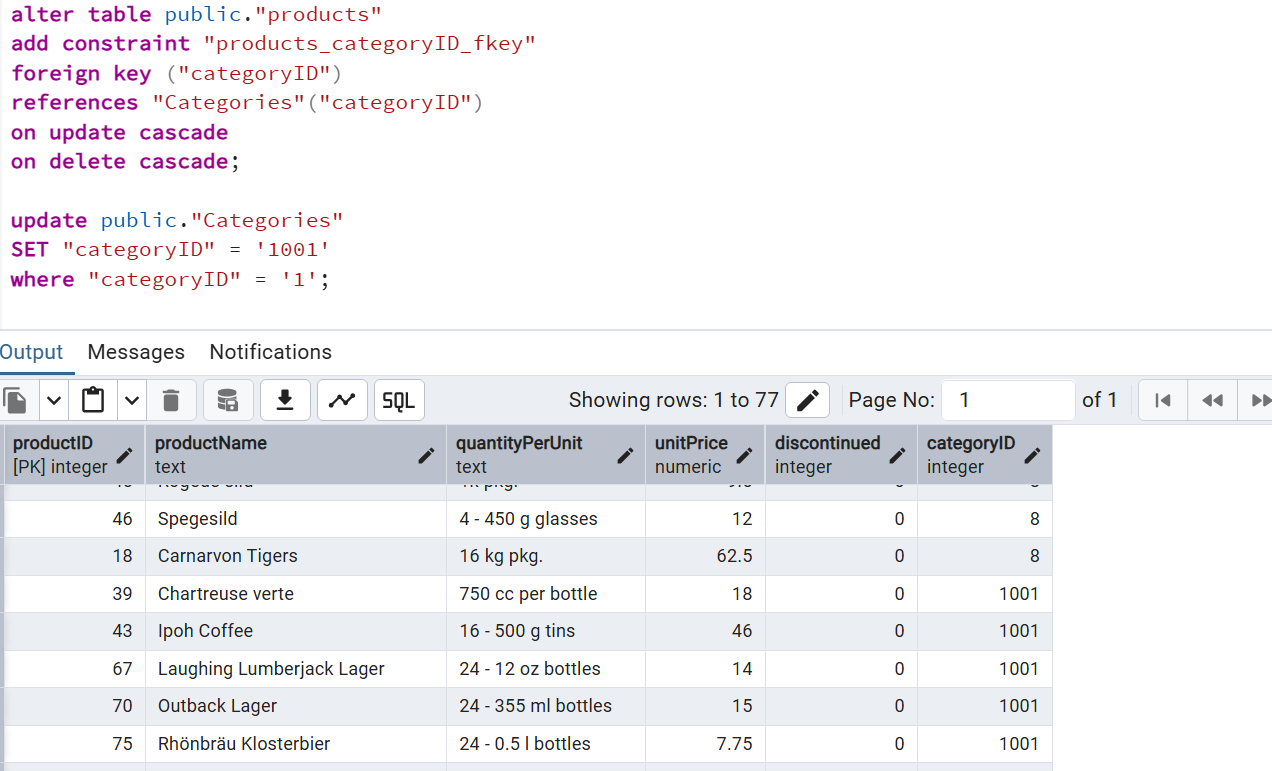 alter table public."products"
add constraint "products_categoryID_fkey"
foreign key ("categoryID")
references "Categories"("categoryID")
on update cascade
on delete cascade;
update public."Categories"
SET "categoryID" = '1001'
where "categoryID" = '1';
Output Messages Notifications
SQL Showing rows: 1 to 77 Page No: 1 of 1
productID productName quantityPerUnit unitPrice discontinued categoryID
[PK] integer text text numeric integer integer
46 Spegesild 4 - 450 g glasses 12 0 8
18 Carnarvon Tigers 16 kg pkg. 62.5 0 8
39 Chartreuse verte 750 cc per bottle 18 0 1001
43 Ipoh Coffee 16 - 500 g tins 46 0 1001
67 Laughing Lumberjack Lager 24 - 12 oz bottles 14 0 1001
70 Outback Lager 24 - 355 ml bottles 15 0 1001
75 Rhönbräu Klosterbier 24 - 0.5 l bottles 7.75 0 1001